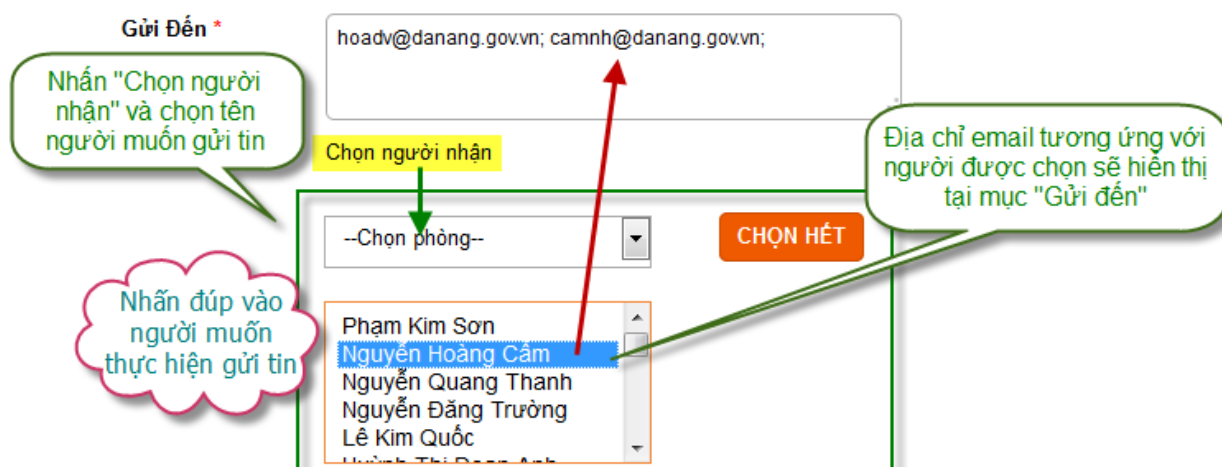 Gửi Đến *
hoadv@danang.gov.vn; camnh@danang.gov.vn;
Nhấn "Chọn người
nhận" và chọn tên
người muốn gửi tin
Chọn người nhận
Địa chỉ email tương ứng với
người được chọn sẽ hiển thị
tại mục "Gửi đến"
--Chọn phòng--
CHỌN HẾT
Nhấn đúp vào
người muốn
thực hiện gửi tin
Phạm Kim Sơn
Nguyễn Hoàng Cẩm
Nguyễn Quang Thanh
Nguyễn Đăng Trường
Lê Kim Quốc